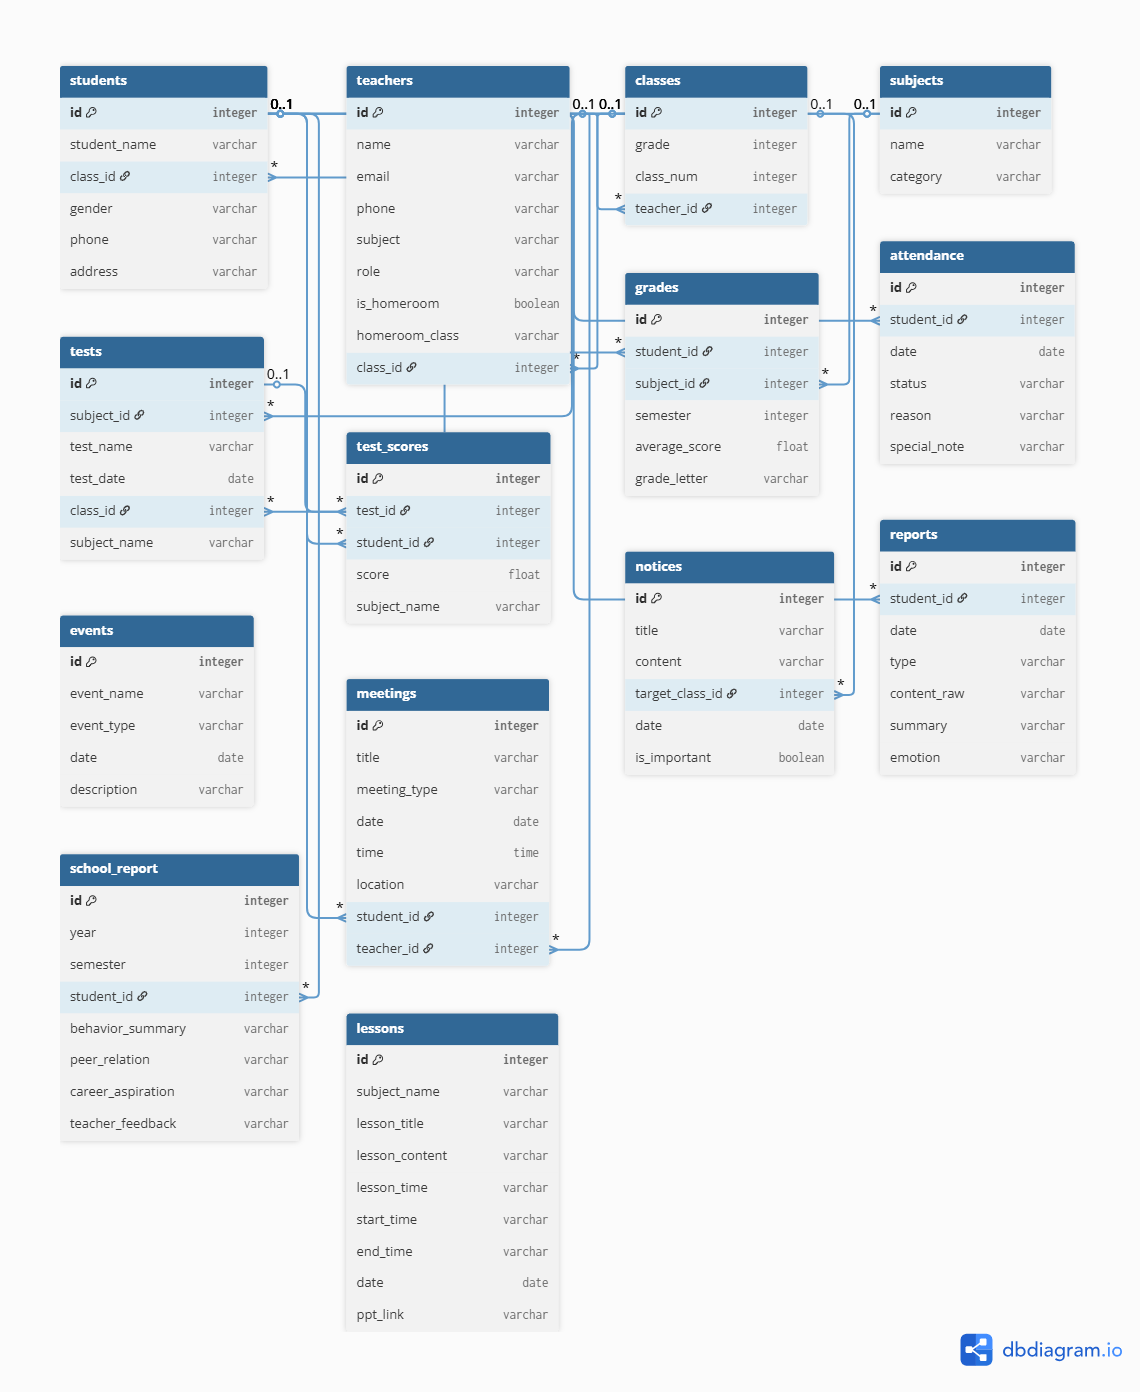 students
id integer
student_name varchar
class_id integer
gender varchar
phone varchar
address varchar
0..1
*
teachers
id integer
name varchar
email varchar
phone varchar
subject varchar
role varchar
is_homeroom boolean
homeroom_class varchar
class_id integer
0..1 0..1
*
classes
id integer
grade integer
class_num integer
teacher_id integer
*
0..1
0..1
subjects
id integer
name varchar
category varchar
attendance
id integer
student_id integer
date date
status varchar
reason varchar
special_note varchar
*
grades
id integer
student_id integer
subject_id integer
semester integer
average_score float
grade_letter varchar
*
*
tests
id integer
subject_id integer
test_name varchar
test_date date
class_id integer
subject_name varchar
0..1
*
*
test_scores
id integer
test_id integer
student_id integer
score float
subject_name varchar
*
*
notices
id integer
title varchar
content varchar
target_class_id integer
date date
is_important boolean
*
reports
id integer
student_id integer
date date
type varchar
content_raw varchar
summary varchar
emotion varchar
*
events
id integer
event_name varchar
event_type varchar
date date
description varchar
meetings
id integer
title varchar
meeting_type varchar
date date
time time
location varchar
student_id integer
teacher_id integer
*
*
school_report
id integer
year integer
semester integer
student_id integer
behavior_summary varchar
peer_relation varchar
career_aspiration varchar
teacher_feedback varchar
*
lessons
id integer
subject_name varchar
lesson_title varchar
lesson_content varchar
lesson_time varchar
start_time varchar
end_time varchar
date date
ppt_link varchar
dbdiagram.io